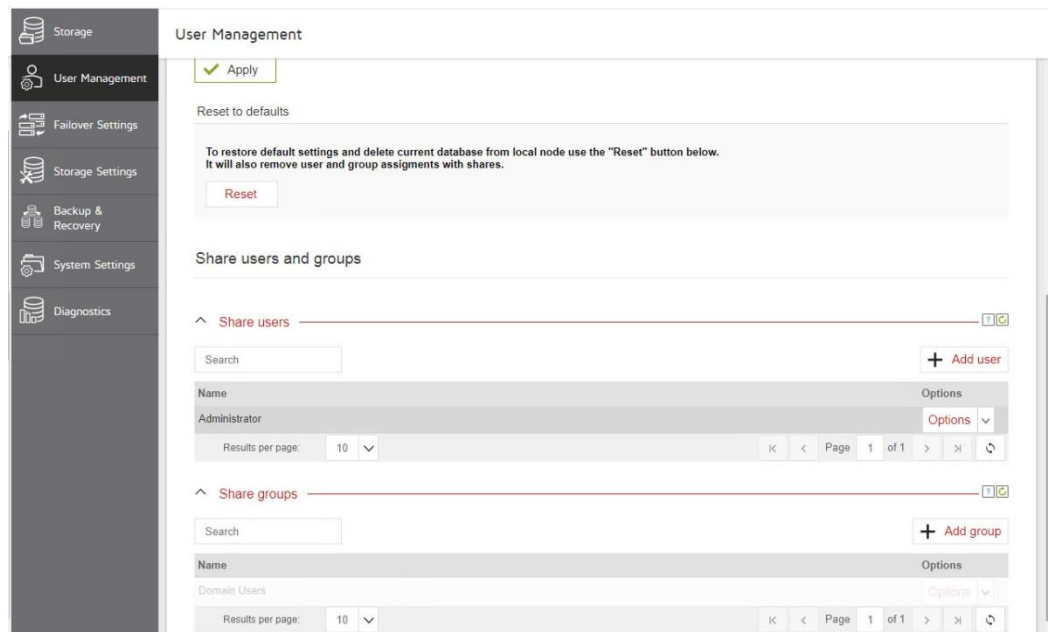 Storage
User Management
Failover Settings
Storage Settings
Backup &
Recovery
System Settings
Diagnostics
User Management
Apply
Reset to defaults
To restore default settings and delete current database from local node use the "Reset" button below.
It will also remove user and group assigments with shares.
Reset
Share users and groups
Share users
?
Search
Add user
Name Options
Administrator Options
Results per page: 10 Page 1 of 1
Share groups
?
Search
Add group
Name Options
Domain Users Options
Results per page: 10 Page 1 of 1